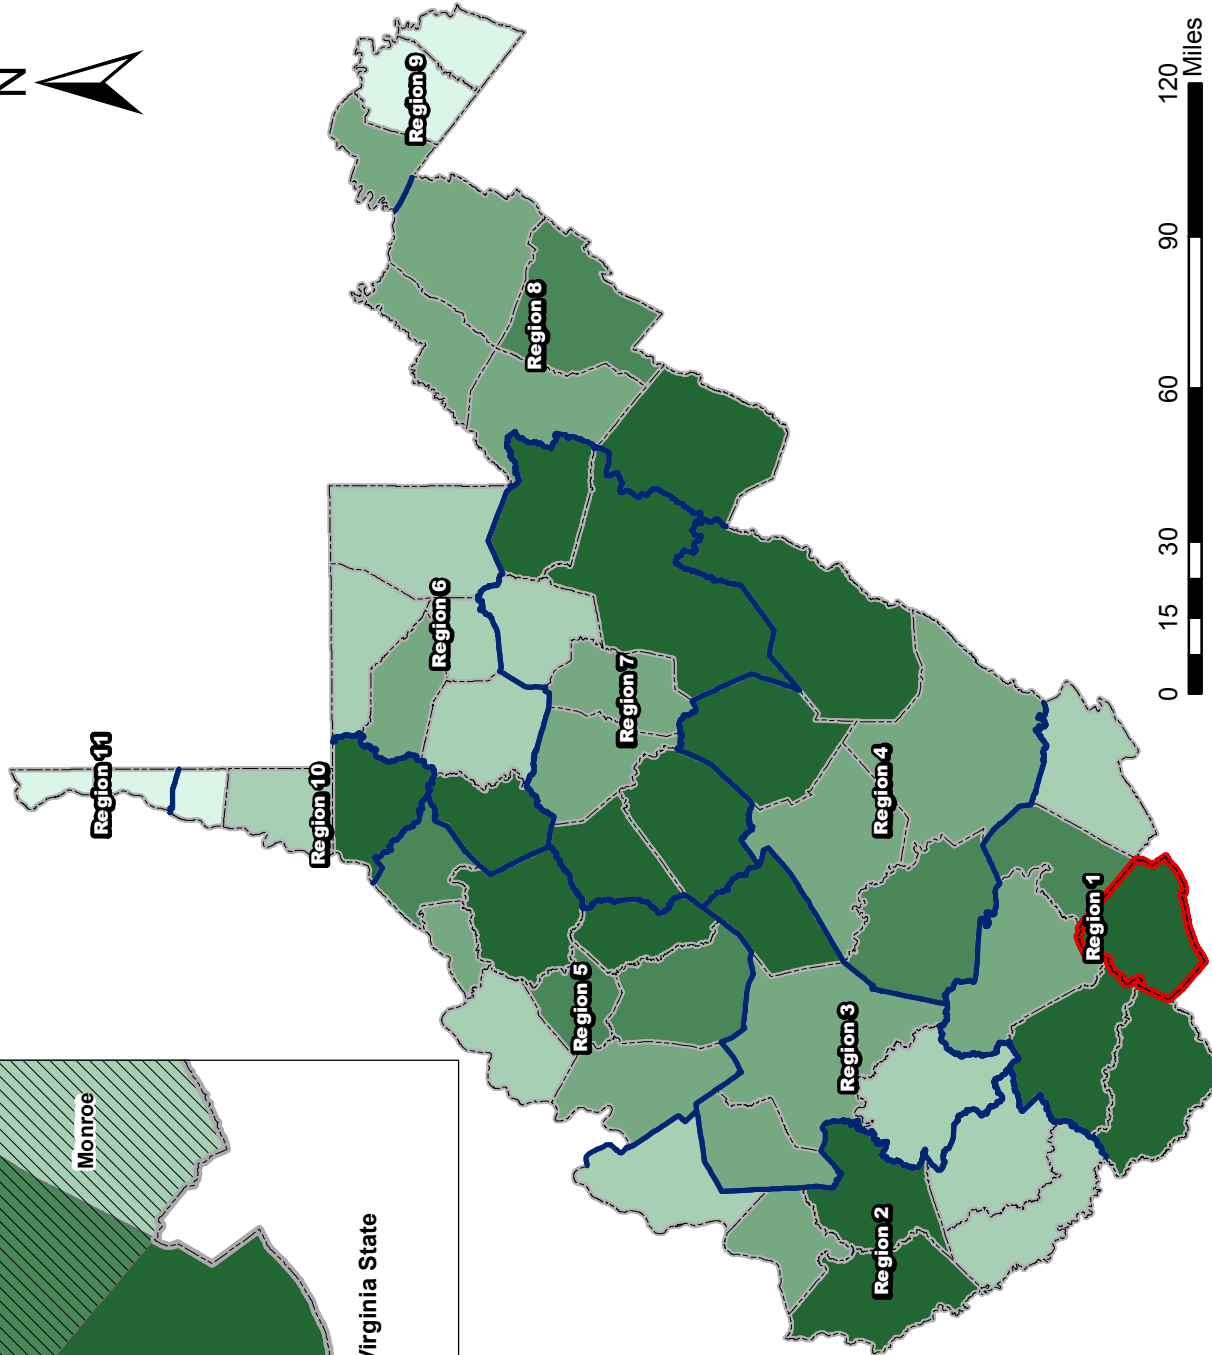 N
Region 9
Region 8
Region 6
Region 7
Region 11
Region 10
Region 4
Region 5
Region 3
Region 1
Region 2
Monroe
Virginia State
0 15 30 60 90 120
Miles